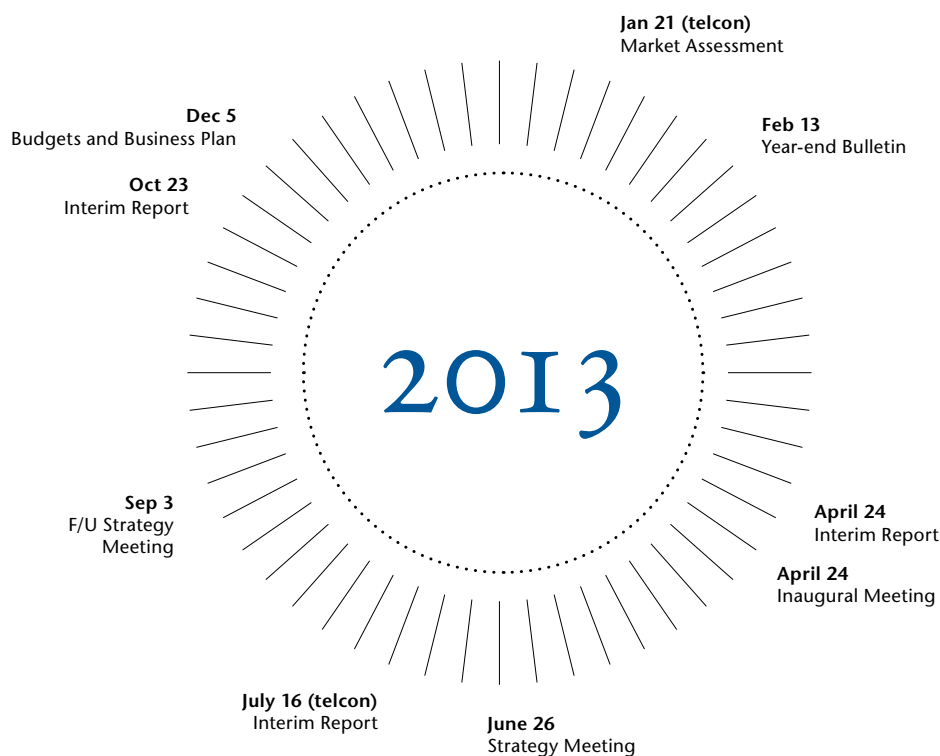 Jan 21 (telcon)
Market Assessment
Feb 13
Year-end Bulletin
April 24
Interim Report
April 24
Inaugural Meeting
June 26
Strategy Meeting
July 16 (telcon)
Interim Report
Sep 3
F/U Strategy
Meeting
Oct 23
Interim Report
Dec 5
Budgets and Business Plan
2013